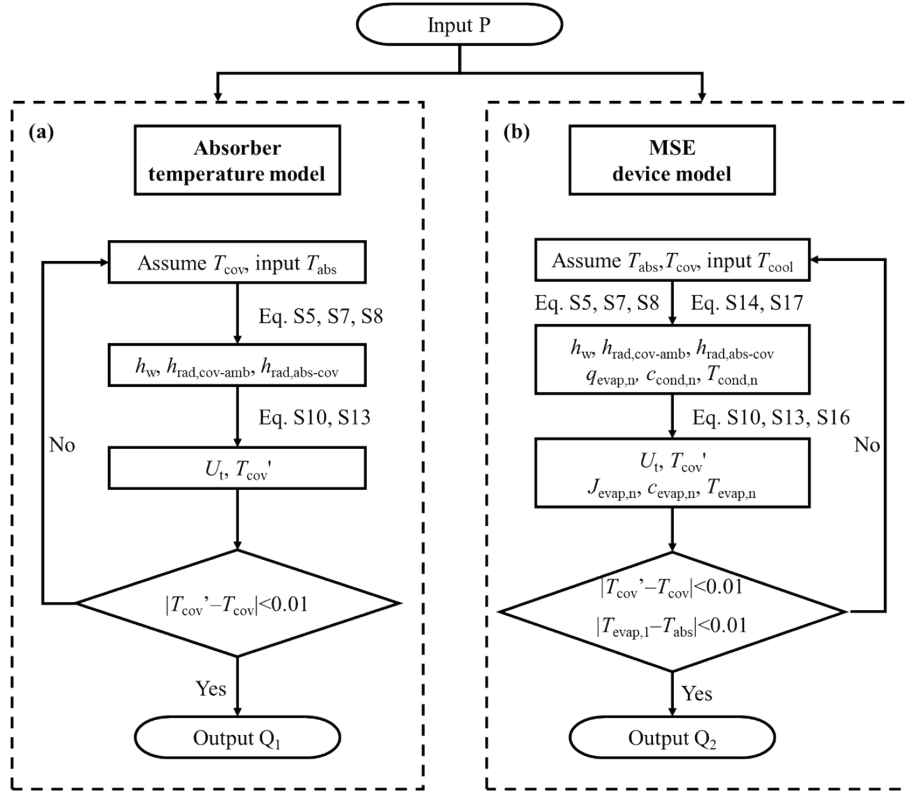 Input P
(a)
Absorber
temperature model
Assume T_cov, input T_abs
Eq. S5, S7, S8
h_w, h_rad,cov-amb, h_rad,abs-cov
Eq. S10, S13
No
U_t, T_cov'
|T_cov’–T_cov|<0.01
Yes
Output Q_1
(b)
MSE
device model
Assume T_abs,T_cov, input T_cool
Eq. S5, S7, S8 Eq. S14, S17
h_w, h_rad,cov-amb, h_rad,abs-cov
q_evap,n, c_cond,n, T_cond,n
Eq. S10, S13, S16
No
U_t, T_cov'
J_evap,n, c_evap,n, T_evap,n
|T_cov’–T_cov|<0.01
|T_evap,1–T_abs|<0.01
Yes
Output Q_2